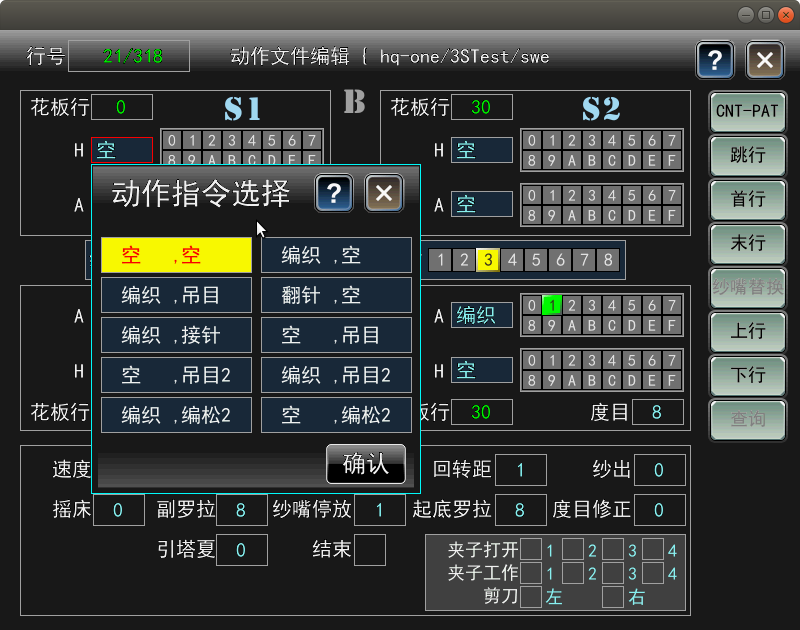 行号 21/318 动作文件编辑 { hq-one/3STest/swe ?
花板行 0 S1 B 花板行 30 S2 CNT-PAT
H 空 0 1 2 3 4 5 6 7 H 空 0 1 2 3 4 5 6 7
8 9 A B C D E F 8 9 A B C D E F
跳行
动作指令选择 ?
A A 空 0 1 2 3 4 5 6 7
8 9 A B C D E F
首行
空 ,空 编织 ,空 1 2 3 4 5 6 7 8 末行
编织 ,吊目 翻针 ,空 纱嘴替换
A 编织 ,接针 空 ,吊目 A 编织 0 1 2 3 4 5 6 7
8 9 A B C D E F
上行
H 空 ,吊目2 编织 ,吊目2 H 空 0 1 2 3 4 5 6 7
8 9 A B C D E F
下行
花板行 编织 ,编松2 空 ,编松2 板行 30 度目 8 查询
确认
速度 回转距 1 纱出 0
摇床 0 副罗拉 8 纱嘴停放 1 起底罗拉 8 度目修正 0
引塔夏 0 结束
夹子打开 1 2 3 4
夹子工作 1 2 3 4
剪刀 左 右